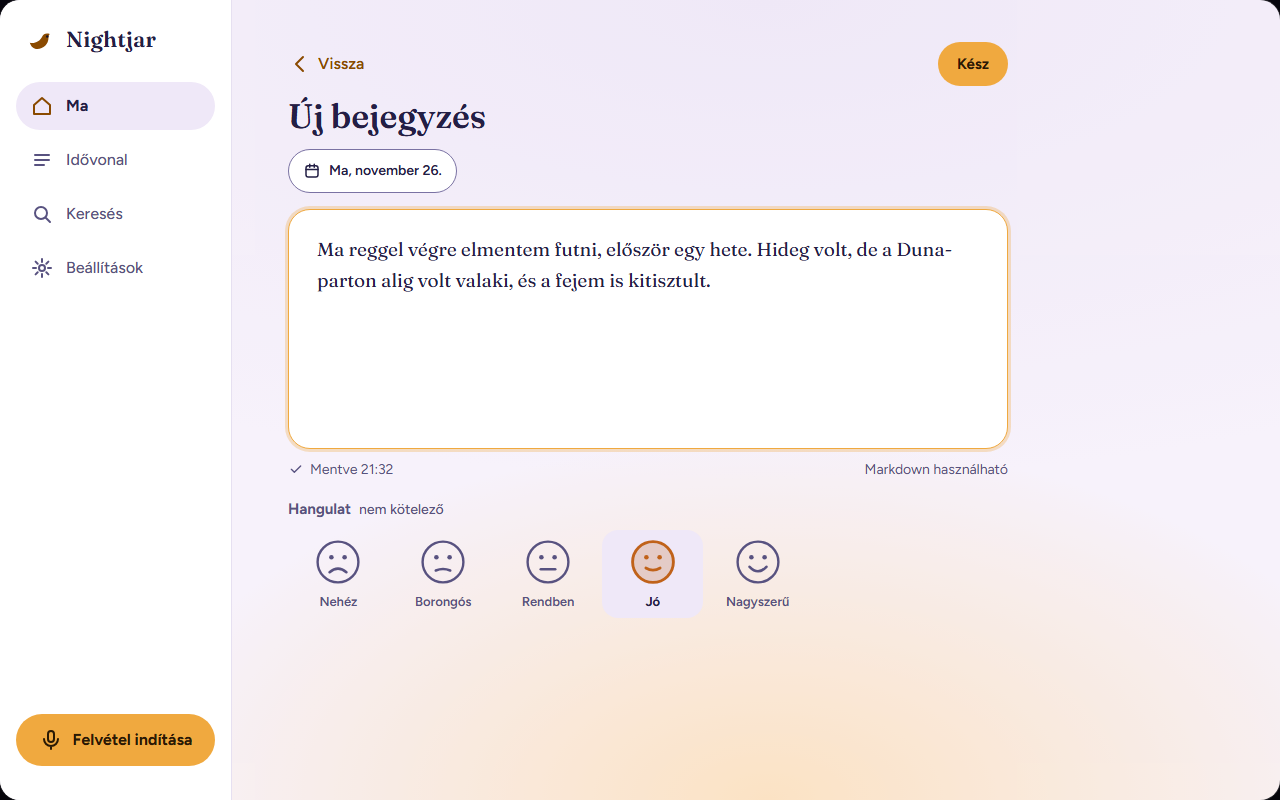 Nightjar
Ma
Idővonal
Keresés
Beállítások
Felvétel indítása
Vissza
Kész
Új bejegyzés
Ma, november 26.
Ma reggel végre elmentem futni, először egy hete. Hideg volt, de a Duna-
parton alig volt valaki, és a fejem is kitisztult.
Mentve 21:32
Markdown használható
Hangulat nem kötelező
Nehéz
Borongós
Rendben
Jó
Nagyszerű